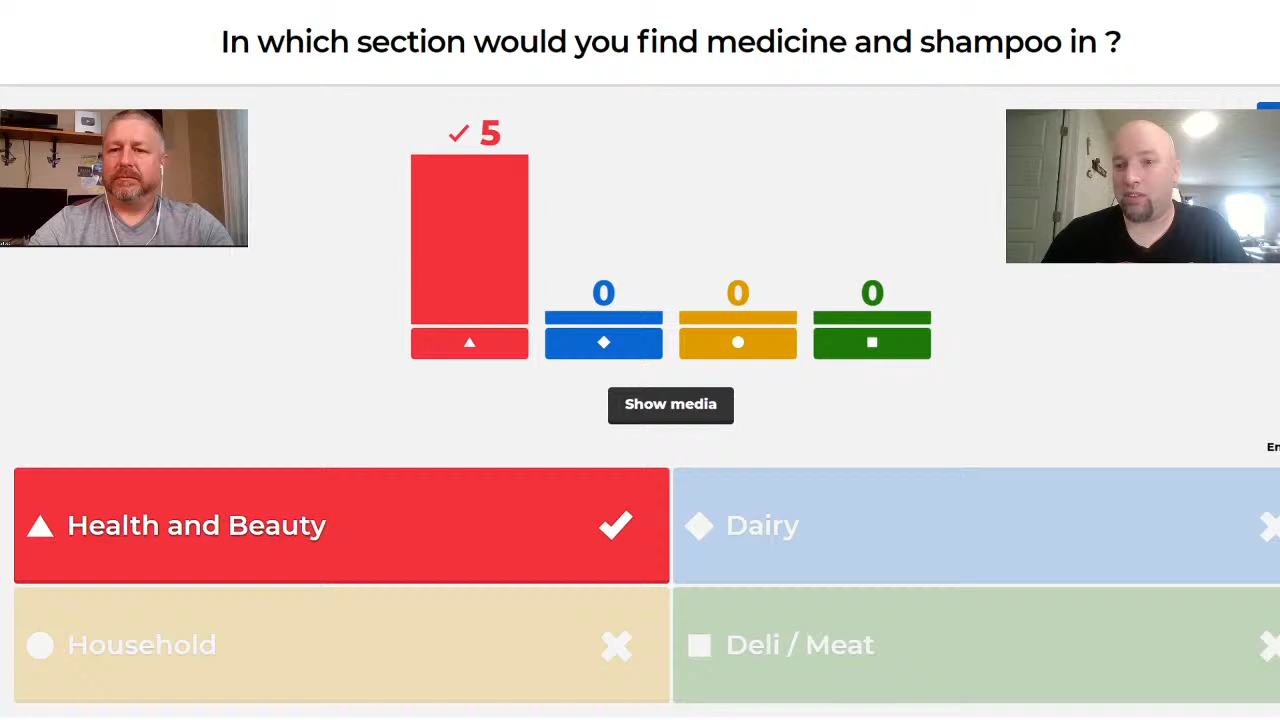 In which section would you find medicine and shampoo in ?
5
0
0
0
Show media
En
Health and Beauty
Dairy
Household
Deli / Meat